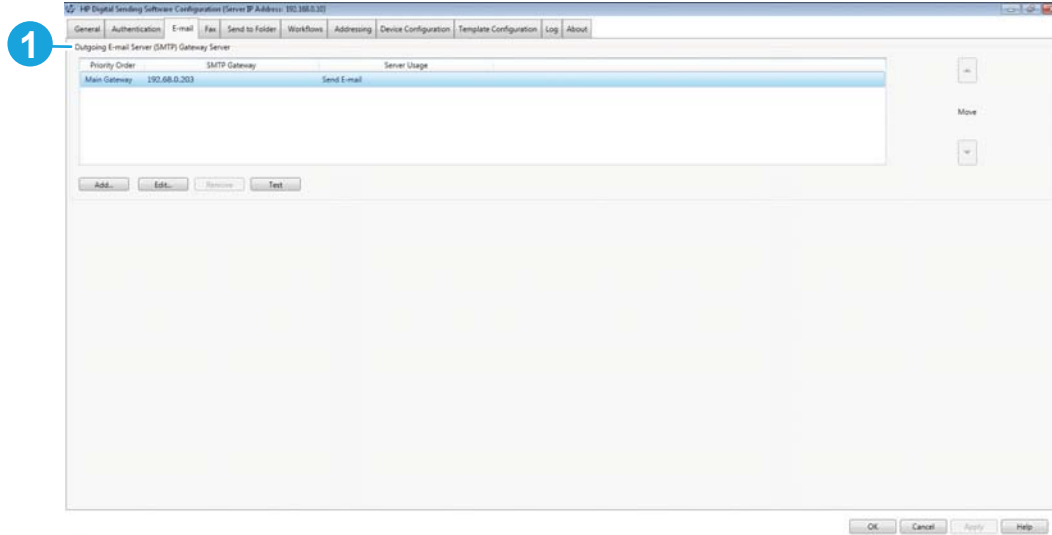 HP Digital Sending Software Configuration (Server IP Address: 192.168.0.10)
General Authentication E-mail Fax Send to Folder Workflows Addressing Device Configuration Template Configuration Log About
1
Outgoing E-mail Server (SMTP) Gateway Server
Priority Order SMTP Gateway Server Usage
Main Gateway 192.68.0.203 Send E-mail
Move
Add... Edit... Remove Test
OK Cancel Apply Help